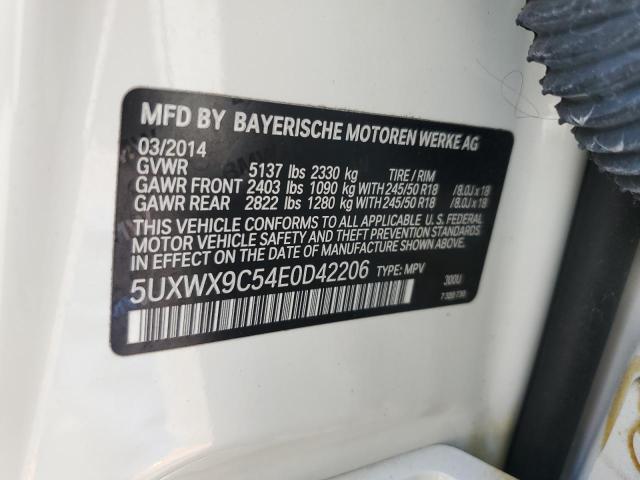 MFD BY BAYERISCHE MOTOREN WERKE AG
03/2014
GVWR 5137 lbs 2330 kg TIRE / RIM
GAWR FRONT 2403 lbs 1090 kg WITH 245/50 R18 /8.0J x 18
GAWR REAR 2822 lbs 1280 kg WITH 245/50 R18 /8.0J x 18
THIS VEHICLE CONFORMS TO ALL APPLICABLE U.S. FEDERAL
MOTOR VEHICLE SAFETY AND THEFT PREVENTION STANDARDS
IN EFFECT ON THE DATE OF MANUFACTURE SHOWN ABOVE.
5UXWX9C54E0D42206 TYPE: MPV 300U